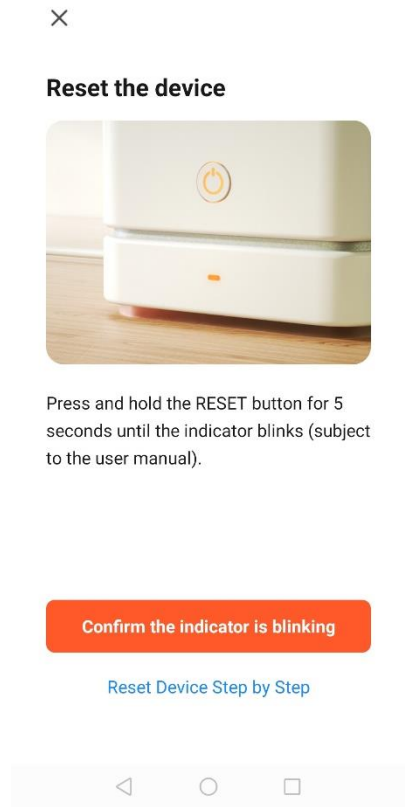 Reset the device
Press and hold the RESET button for 5
seconds until the indicator blinks (subject
to the user manual).
Confirm the indicator is blinking
Reset Device Step by Step